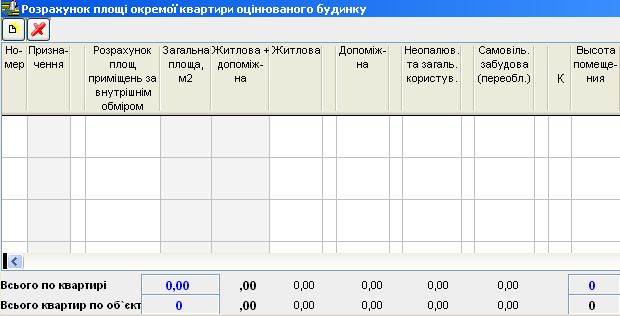 Розрахунок площі окремої квартири оцінюваного будинку
Но-мер Призна-чення Розрахунок площ приміщень за внутрішнім обміром Загальна площа, м2 Житлова + допоміж-на Житлова Допоміж-на Неопалюв. та загаль. користув. Самовіль. забудова (переобл.) К Высота помеще-ния
Всього по квартирі 0,00 ,00 0,00 0,00 0,00 0,00 0
Всього квартир по об`єкт 0 ,00 0,00 0,00 0,00 0,00 0